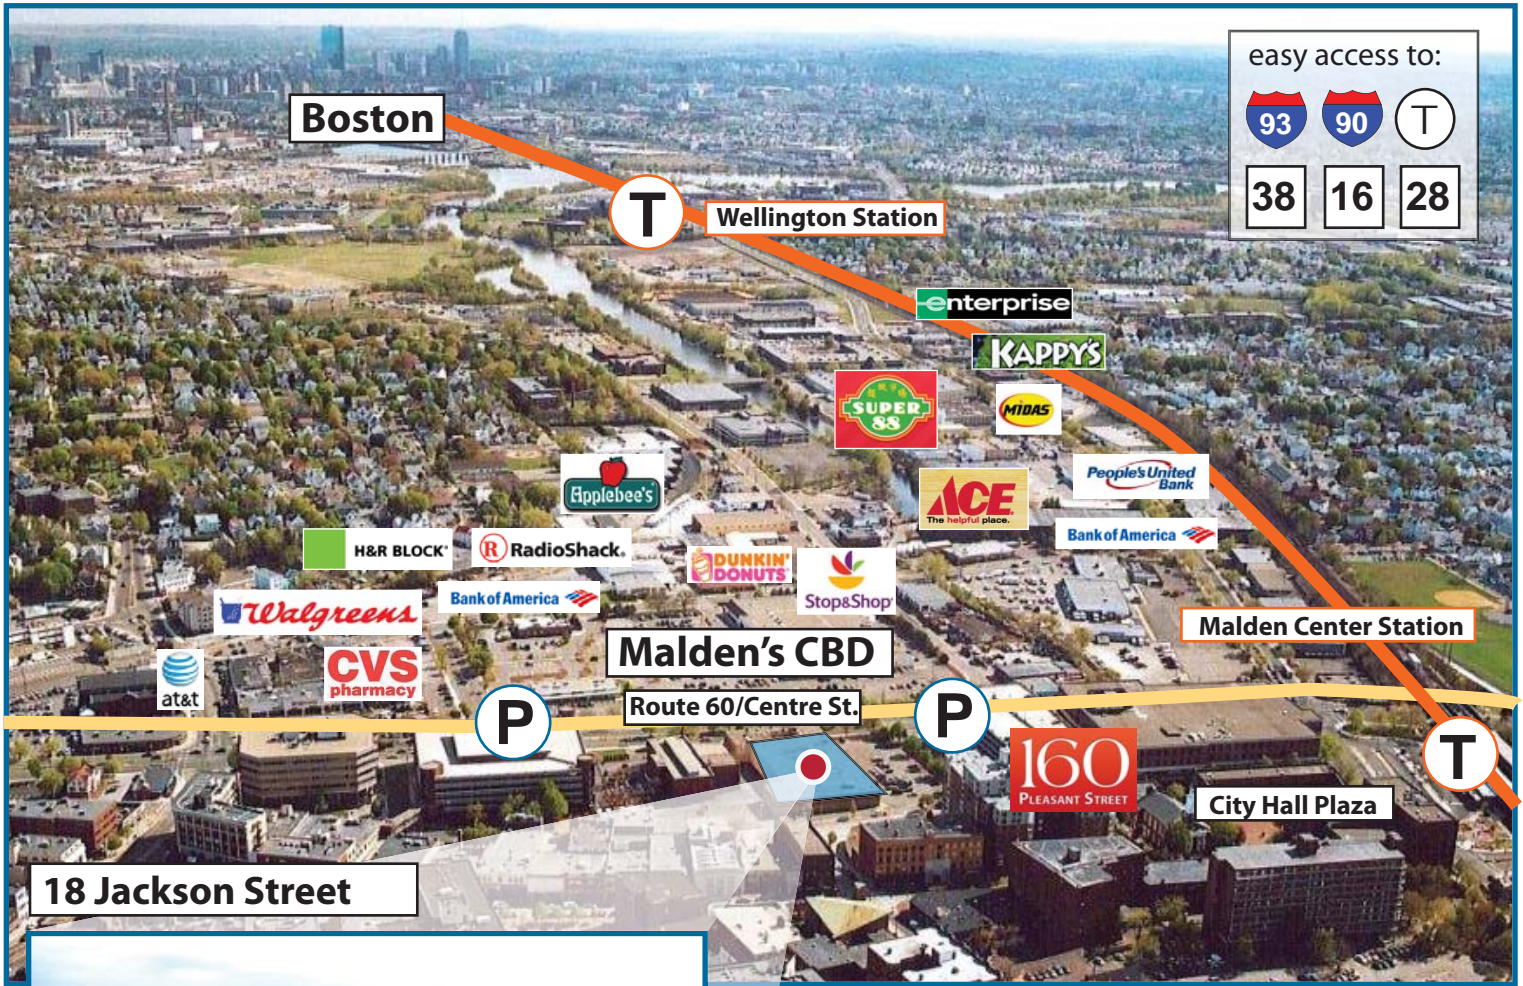 easy access to:
93 90 T
38 16 28
Boston
T
Wellington Station
enterprise
KAPPY'S
SUPER
88
MIDAS
Applebee's
People's United
Bank
ACE
The helpful place.
Bank of America
H&R BLOCK
RadioShack
DUNKIN'
DONUTS
Stop&Shop
Walgreens
Bank of America
Malden Center Station
Malden’s CBD
at&t
CVS
pharmacy
Route 60/Centre St.
P
P
160
PLEASANT STREET
T
City Hall Plaza
18 Jackson Street